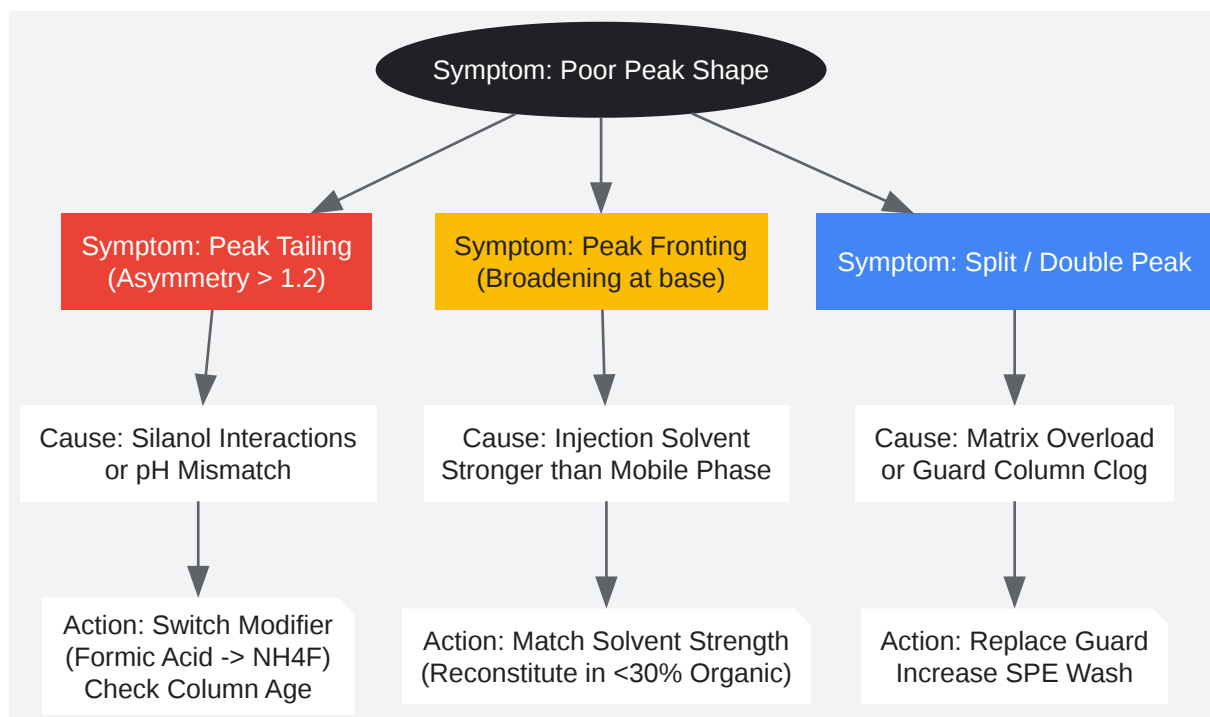 Symptom: Poor Peak Shape
Symptom: Peak Tailing
(Asymmetry > 1.2)
Symptom: Peak Fronting
(Broadening at base)
Symptom: Split / Double Peak
Cause: Silanol Interactions
or pH Mismatch
Cause: Injection Solvent
Stronger than Mobile Phase
Cause: Matrix Overload
or Guard Column Clog
Action: Switch Modifier
(Formic Acid -> NH4F)
Check Column Age
Action: Match Solvent Strength
(Reconstitute in <30% Organic)
Action: Replace Guard
Increase SPE Wash